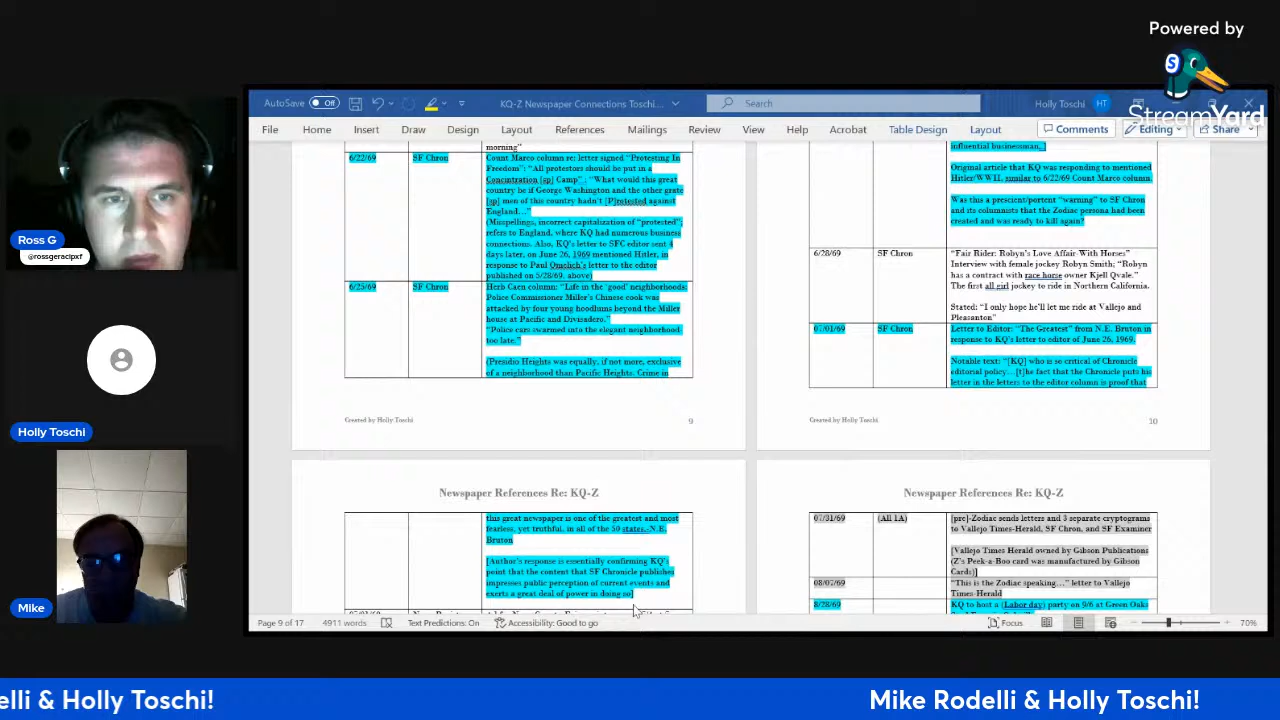 Powered by
S
StreamYard
AutoSave Off
KQ-Z Newspaper Connections Toschi...
Search
Holly Toschi HT
File Home Insert Draw Design Layout References Mailings Review View Help Acrobat Table Design Layout Comments Editing Share
morning"
6/22/69 SF Chron Count Marco column re: letter signed "Protesting In
Freedom": "All protestors should be put in a
Concintration [sp] Camp". "What would this great
country be if George Washington and the other grate
[sp] men of this country hadn't [P]rotested against
England..."
(Misspellings, incorrect capitalization of "protested";
refers to England, where KQ had numerous business
connections. Also, KQ's letter to SFC editor sent 4
days later, on June 26, 1969 mentioned Hitler, in
response to Paul letter to the editor
published on 5/28/69, above)
6/25/69 SF Chron Herb Caen column: "Life in the 'good' neighborhoods:
Police Commissioner Miller's Chinese cook was
attacked by four young hoodlums beyond the Miller
house at Pacific and Divisadero."
"Police cars swarmed into the elegant neighborhood
too late."
(Presidio Heights was equally, if not more, exclusive
of a neighborhood than Pacific Heights. Crime in
Created by Holly Toschi 9
influential businessman.]
Original article that KQ was responding to mentioned
Hitler/WWII, similar to 6/22/69 Count Marco column.
Was this a prescient/portent "warning" to SF Chron
and its columnists that the Zodiac persona had been
created and was ready to kill again?
6/28/69 SF Chron "Fair Rider: Robyn's Love Affair With Horses"
Interview with female jockey Robyn Smith; "Robyn
has a contract with race horse owner Kjell Qvale."
The first all girl jockey to ride in Northern California.
Stated: "I only hope he'll let me ride at Vallejo and
Pleasanton"
07/01/69 SF Chron Letter to Editor: "The Greatest" from N.E. Bruton in
response to KQ's letter to editor of June 26, 1969.
Notable text: "[KQ] who is so critical of Chronicle
editorial policy...[t]he fact that the Chronicle puts his
letter in the letters to the editor column is proof that
Created by Holly Toschi 10
Newspaper References Re: KQ-Z
this great newspaper is one of the greatest and most
fearless, yet truthful, in all of the 50 states.-N.E.
Bruton
[Author's response is essentially confirming KQ's
point that the content that SF Chronicle publishes
impresses public perception of current events and
exerts a great deal of power in doing so]
Newspaper References Re: KQ-Z
07/31/69 (All 1A) [pre]-Zodiac sends letters and 3 separate cryptograms
to Vallejo Times-Herald, SF Chron, and SF Examiner
[Vallejo Times Herald owned by Gibson Publications
(Z's Peek-a-Boo card was manufactured by Gibson
Cards)]
08/07/69 "This is the Zodiac speaking..." letter to Vallejo
Times-Herald
8/28/69 KQ to host a (Labor day) party on 9/6 at Green Oaks
Page 9 of 17 4911 words Text Predictions: On Accessibility: Good to go Focus 70%
Ross G
@rossgeracipxf
Holly Toschi
Mike
elli & Holly Toschi! Mike Rodelli & Holly Toschi!